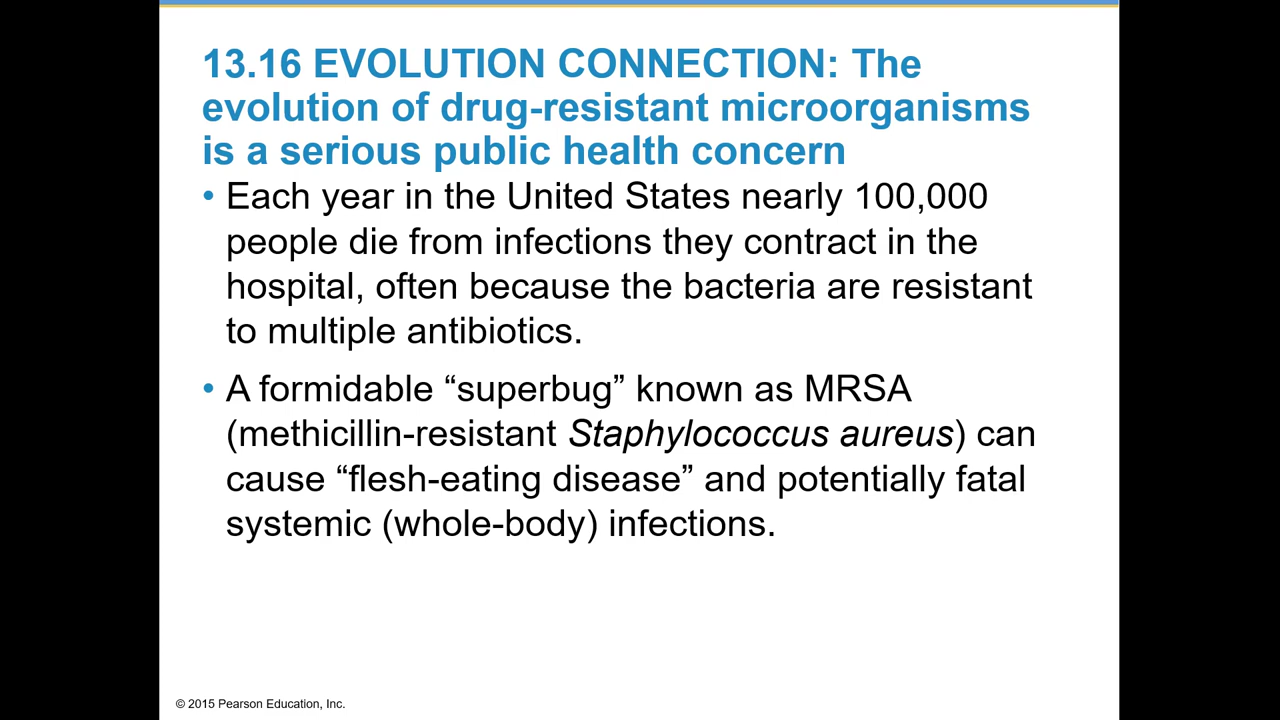 13.16 EVOLUTION CONNECTION: The
evolution of drug-resistant microorganisms
is a serious public health concern
• Each year in the United States nearly 100,000
people die from infections they contract in the
hospital, often because the bacteria are resistant
to multiple antibiotics.
• A formidable “superbug” known as MRSA
(methicillin-resistant Staphylococcus aureus) can
cause “flesh-eating disease” and potentially fatal
systemic (whole-body) infections.
© 2015 Pearson Education, Inc.